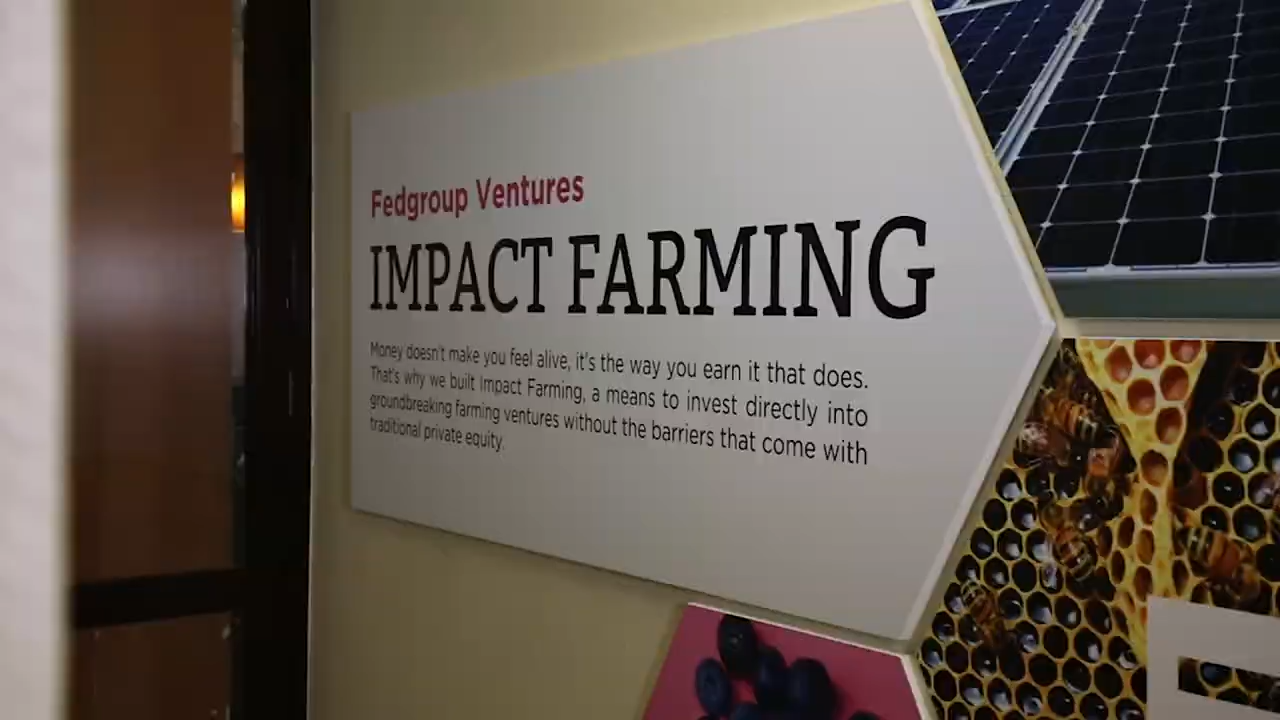 Fedgroup Ventures
IMPACT FARMING
Money doesn't make you feel alive, it's the way you earn it that does.
That's why we built Impact Farming, a means to invest directly into
groundbreaking farming ventures without the barriers that come with
traditional private equity.